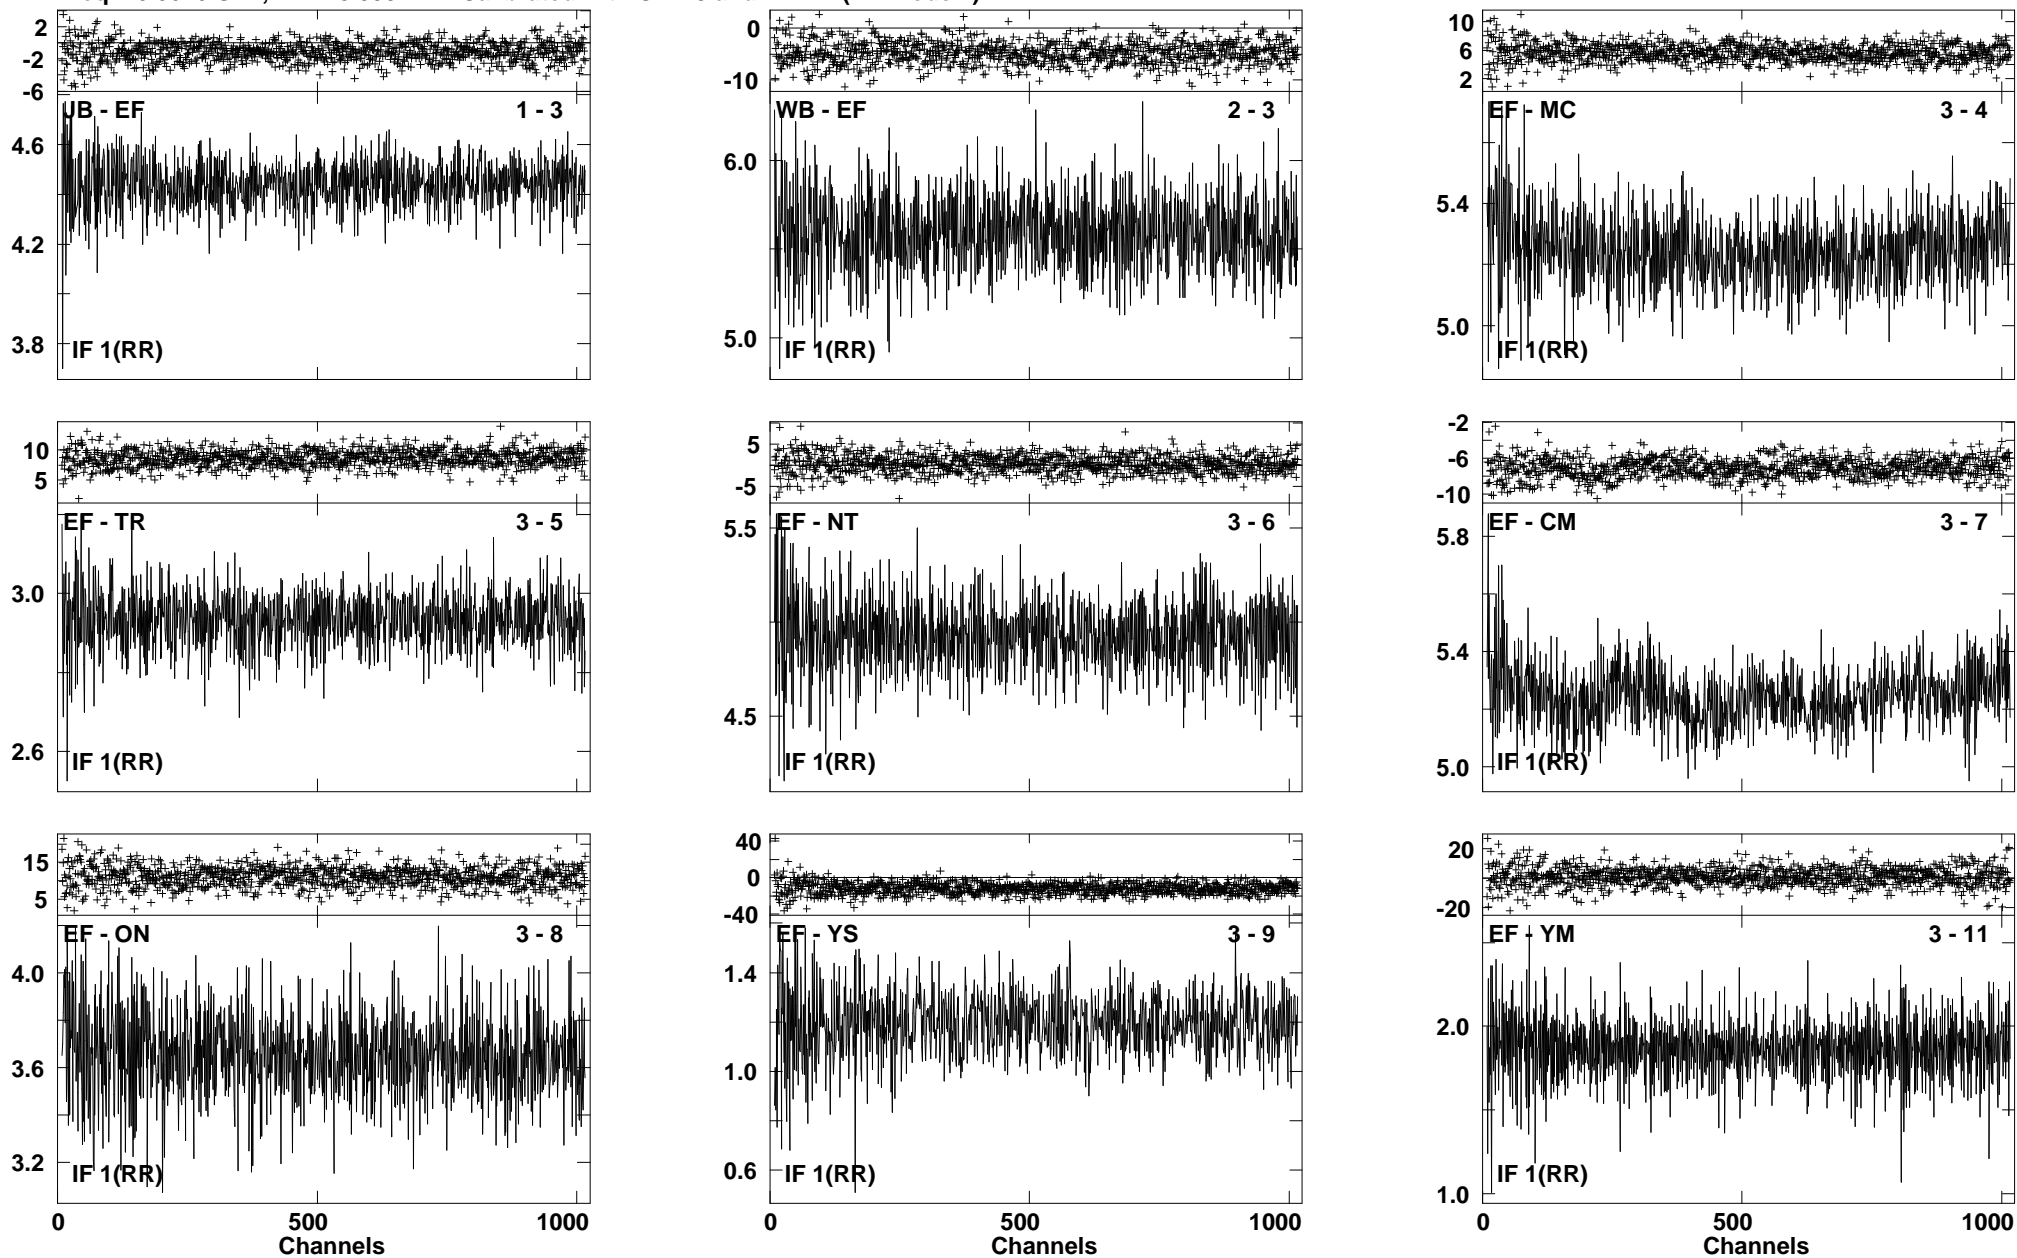 2
-2
-6
JB - EF
1 - 3
4.6
4.2
3.8
IF 1(RR)
0
-10
WB - EF
2 - 3
6.0
5.0
IF 1(RR)
10
6
2
EF - MC
3 - 4
5.4
5.0
IF 1(RR)
10
5
EF - TR
3 - 5
3.0
2.6
IF 1(RR)
5
-5
EF - NT
3 - 6
5.5
4.5
IF 1(RR)
-2
-6
-10
EF - CM
3 - 7
5.8
5.4
5.0
IF 1(RR)
15
5
EF - ON
3 - 8
4.0
3.6
3.2
IF 1(RR)
0 500 1000
Channels
40
0
-40
EF - YS
3 - 9
1.4
1.0
0.6
IF 1(RR)
0 500 1000
Channels
20
-20
EF - YM
3 - 11
2.0
1.0
IF 1(RR)
0 500 1000
Channels